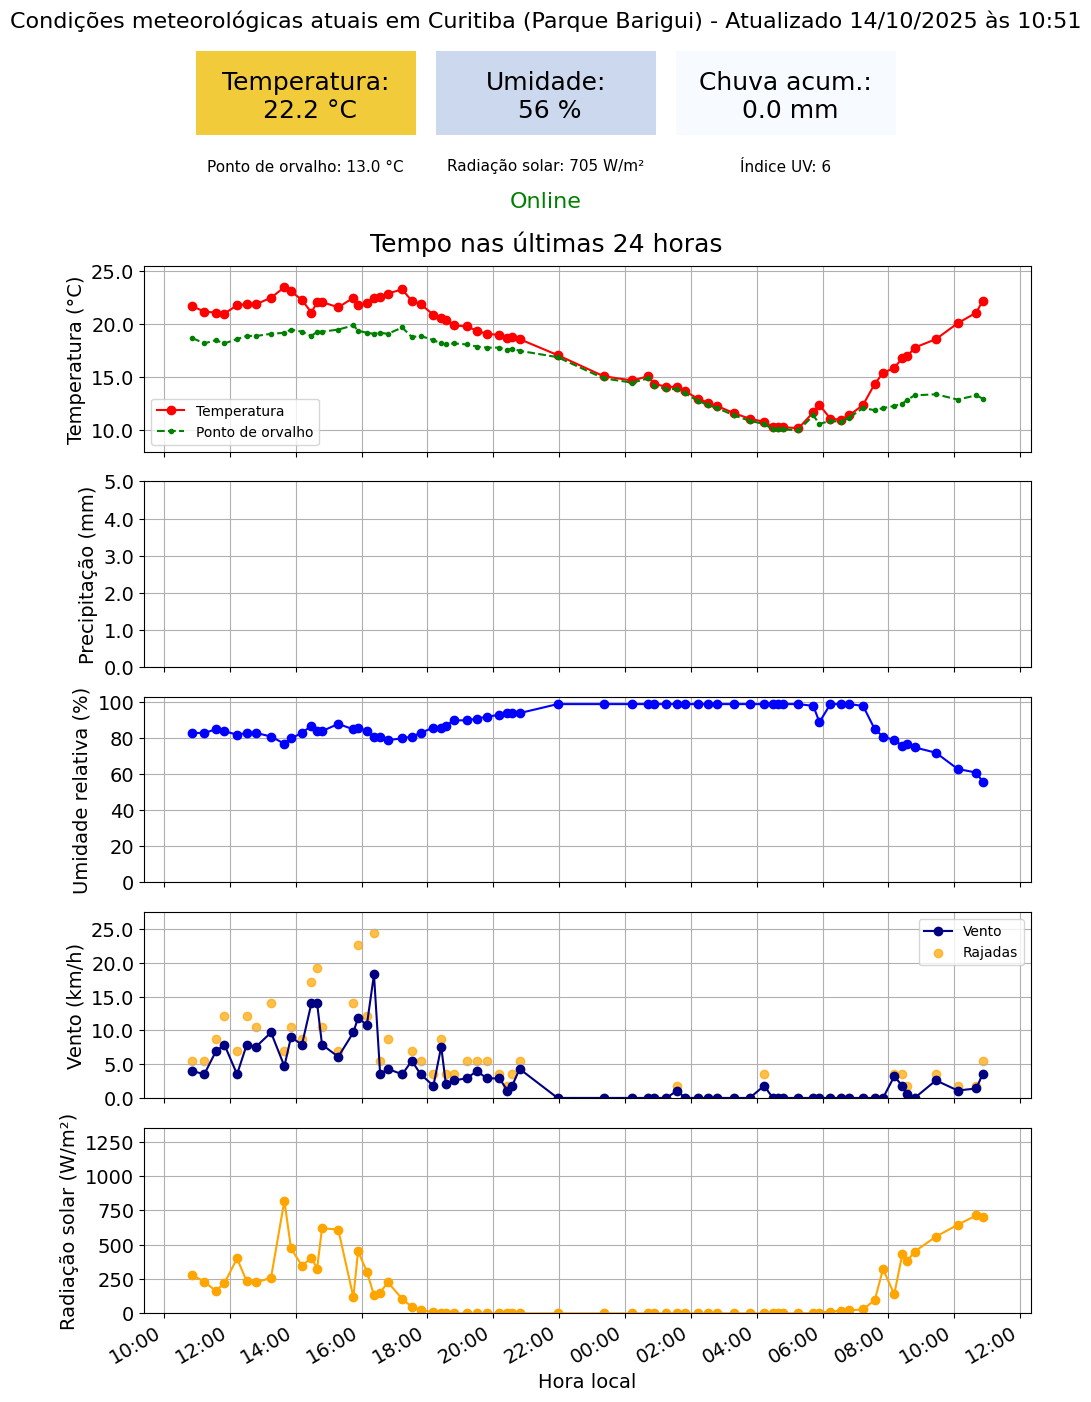 Condições meteorológicas atuais em Curitiba (Parque Barigui) - Atualizado 14/10/2025 às 10:51
Temperatura:
22.2 °C
Umidade:
56 %
Chuva acum.:
0.0 mm
Ponto de orvalho: 13.0 °C
Radiação solar: 705 W/m²
Índice UV: 6
Online
Tempo nas últimas 24 horas
Temperatura (°C)
25.0
20.0
15.0
10.0
Temperatura
Ponto de orvalho
Precipitação (mm)
5.0
4.0
3.0
2.0
1.0
0.0
Umidade relativa (%)
100
80
60
40
20
0
Vento (km/h)
25.0
20.0
15.0
10.0
5.0
0.0
Vento
Rajadas
Radiação solar (W/m²)
1250
1000
750
500
250
0
10:00
12:00
14:00
16:00
18:00
20:00
22:00
00:00
02:00
04:00
06:00
08:00
10:00
12:00
Hora local